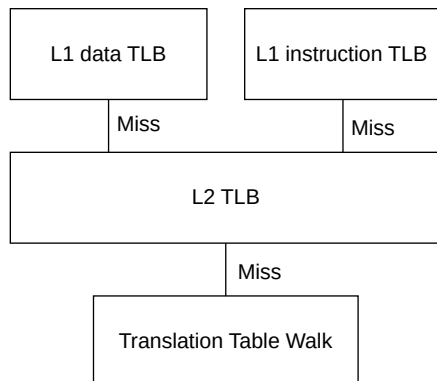 L1 data TLB
L1 instruction TLB
Miss
Miss
L2 TLB
Miss
Translation Table Walk